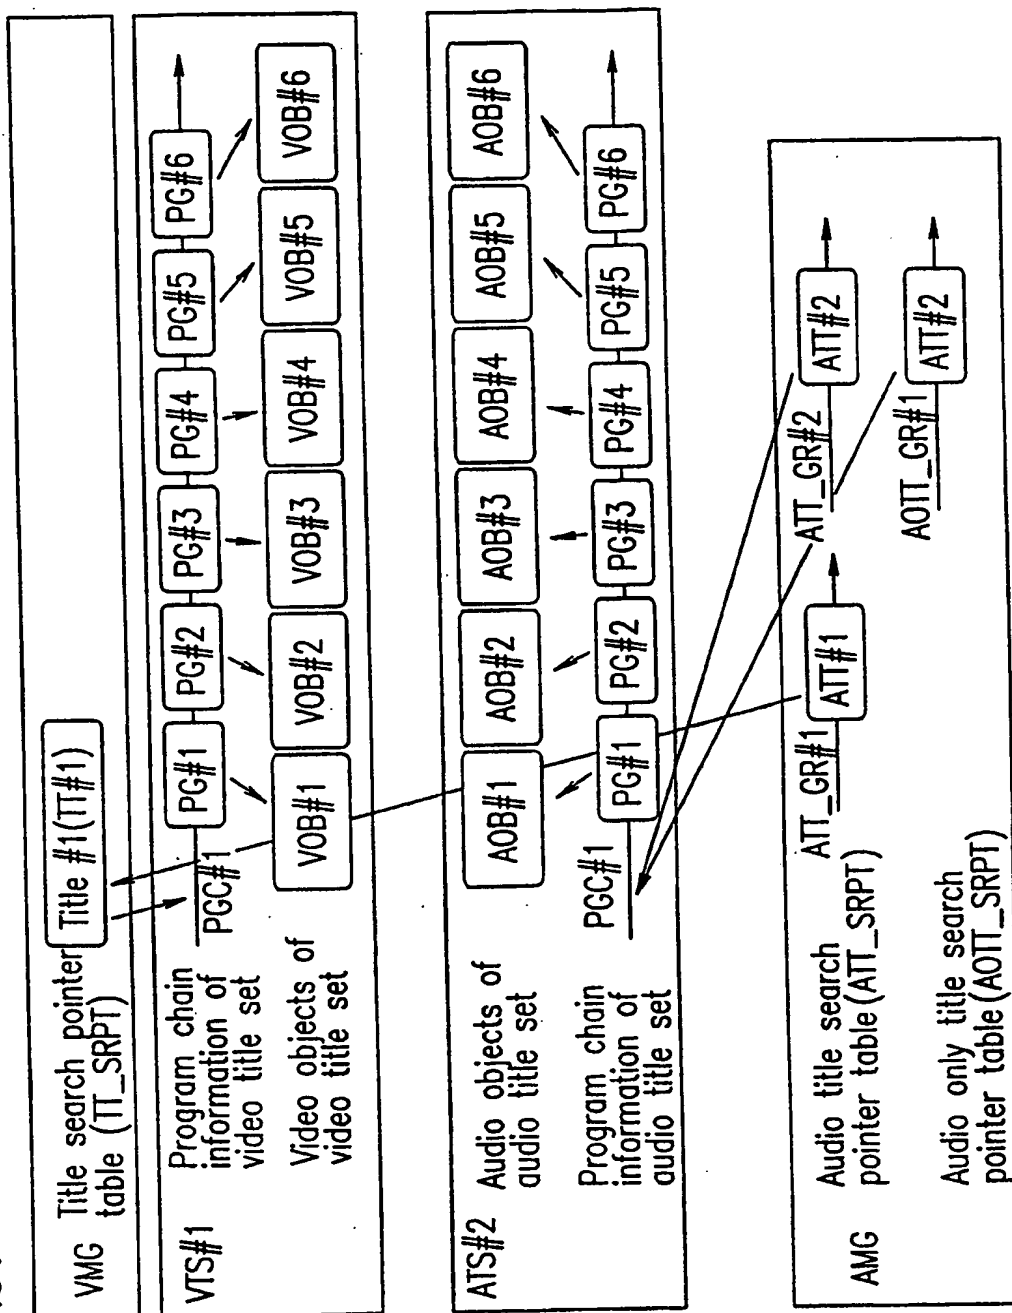 VMG
Title search pointer
table (TT_SRPT)
Title #1(TT#1)
VTS#1
Program chain
information of
video title set
PGC#1
PG#1
PG#2
PG#3
PG#4
PG#5
PG#6
Video objects of
video title set
VOB#1
VOB#2
VOB#3
VOB#4
VOB#5
VOB#6
ATS#2
Audio objects of
audio title set
AOB#1
AOB#2
AOB#3
AOB#4
AOB#5
AOB#6
Program chain
information of
audio title set
PGC#1
PG#1
PG#2
PG#3
PG#4
PG#5
PG#6
AMG
Audio title search
pointer table(ATT_SRPT)
ATT_GR#1
ATT#1
ATT_GR#2
ATT#2
Audio only title search
pointer table(AOTT_SRPT)
AOTT_GR#1
ATT#2